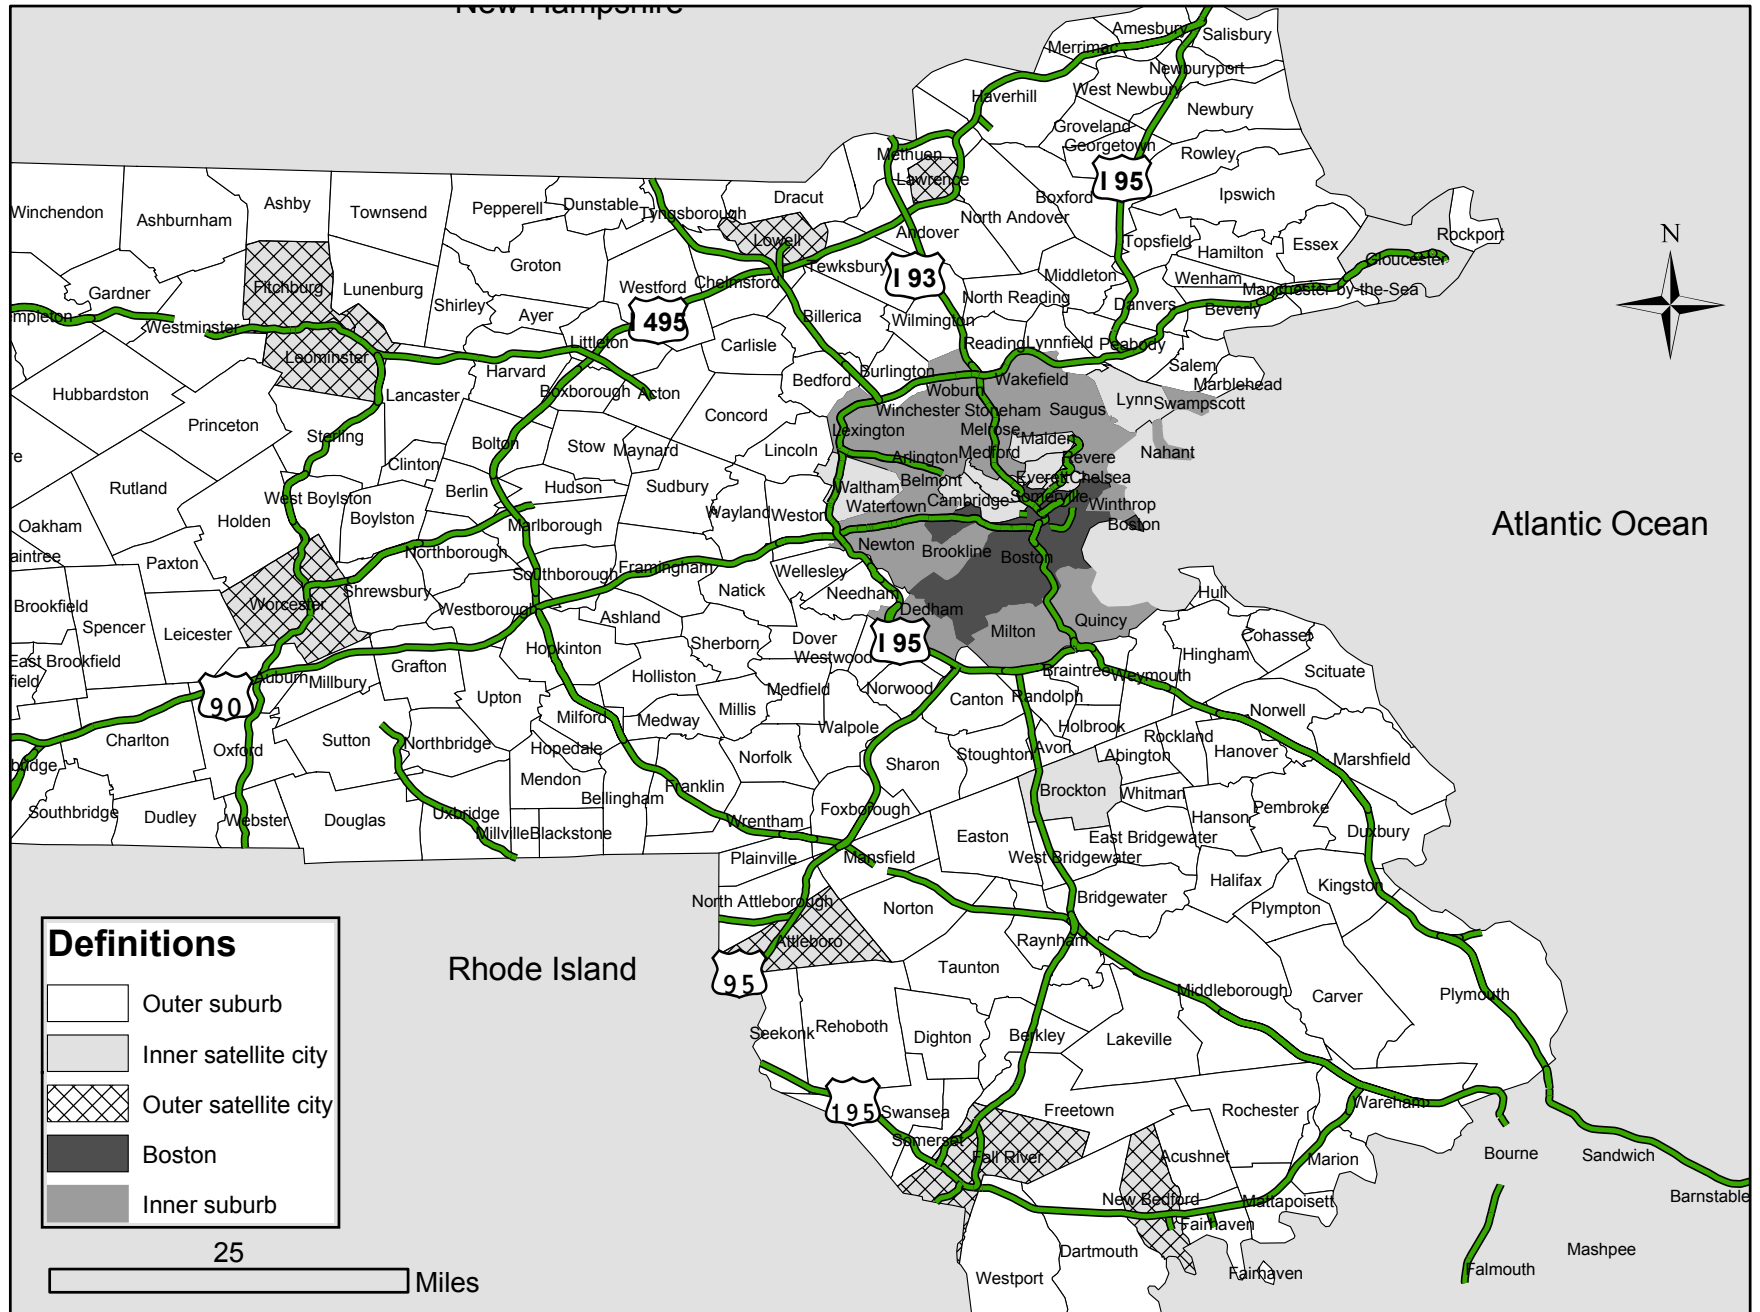 New Hampshire
Amesbury
Salisbury
Merrimac
Newburyport
West Newbury
Haverhill
Newbury
Groveland
Georgetown
Methuen
Rowley
Lawrence
I 95
Boxford
Ipswich
Dracut
Ashby
Dunstable
Pepperell
Townsend
Winchendon
Ashburnham
Tyngsborough
North Andover
Andover
Lowell
Rockport
Topsfield
Essex
Hamilton
Gloucester
Groton
Tewksbury
I 93
Middleton
Wenham
N
Chelmsford
Westford
Fitchburg
Lunenburg
Gardner
Manchester by-the-Sea
North Reading
Danvers
Beverly
Shirley
Ayer
I 495
Billerica
Wilmington
mpleton
Westminster
Littleton
Carlisle
Reading
Lynnfield
Peabody
Leominster
Salem
Harvard
Burlington
Bedford
Wakefield
Marblehead
Hubbardston
Lancaster
Boxborough
Acton
Woburn
Lynn
Swampscott
Concord
Winchester
Stoneham
Saugus
Princeton
Sterling
Lexington
Melrose
Malden
Bolton
Stow
Maynard
Lincoln
Arlington
Medford
Revere
Nahant
re
Clinton
Everett
Chelsea
Rutland
West Boylston
Berlin
Hudson
Sudbury
Waltham
Belmont
Cambridge
Somerville
Winthrop
Watertown
Wayland
Weston
Boston
Holden
Boylston
Oakham
Marlborough
Atlantic Ocean
aintree
Paxton
Northborough
Newton
Brookline
Boston
Southborough
Framingham
Wellesley
Natick
Needham
Shrewsbury
Hull
Brookfield
Worcester
Westborough
Ashland
Dedham
Spencer
Leicester
Quincy
Milton
Sherborn
Dover
I 95
Cohasset
Hopkinton
Westwood
Hingham
East Brookfield
field
Grafton
Holliston
Braintree
Weymouth
Scituate
Auburn
Millbury
Medfield
Norwood
Canton
Randolph
Upton
90
Millis
Norwell
Milford
Medway
Walpole
Holbrook
Rockland
Charlton
Oxford
Sutton
Northbridge
Hopedale
Norfolk
Sharon
Stoughton
Avon
Abington
Hanover
Marshfield
bridge
Mendon
Bellingham
Franklin
Brockton
Whitman
Southbridge
Dudley
Webster
Douglas
Uxbridge
Foxborough
Wrentham
Pembroke
Hanson
Millville
Blackstone
Easton
East Bridgewater
Duxbury
Plainville
Mansfield
West Bridgewater
Halifax
Kingston
North Attleborough
Norton
Bridgewater
Plympton
Attleboro
Raynham
Definitions
Rhode Island
95
Taunton
Middleborough
Carver
Plymouth
Outer suburb
Seekonk
Rehoboth
Dighton
Berkley
Lakeville
Inner satellite city
Outer satellite city
195
Swansea
Freetown
Rochester
Wareham
Boston
Somerset
Fall River
Acushnet
Marion
Bourne
Sandwich
Inner suburb
New Bedford
Mattapoisett
Barnstable
Fairhaven
25
Dartmouth
Mashpee
Miles
Westport
Fairhaven
Falmouth